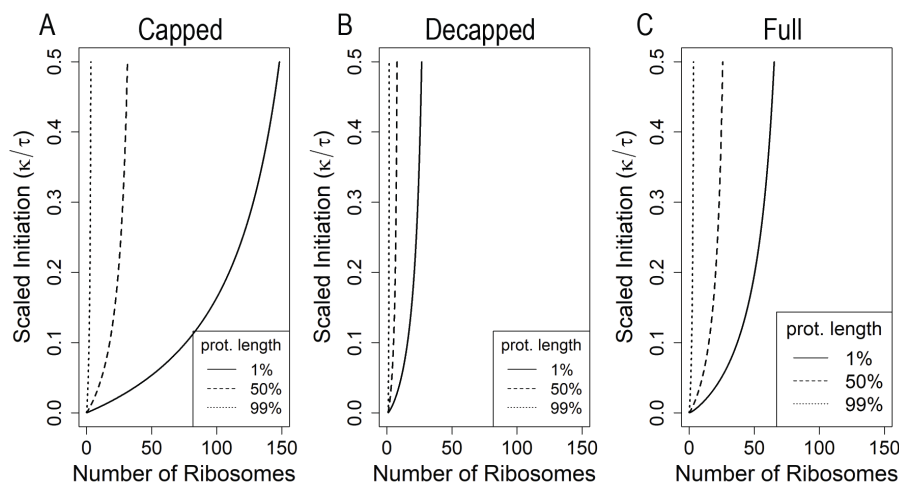 A
Capped
Scaled Initiation (κ/τ)
0.5
0.4
0.3
0.2
0.1
0.0
prot. length
1%
50%
99%
0
50
100
150
Number of Ribosomes
B
Decapped
Scaled Initiation (κ/τ)
0.5
0.4
0.3
0.2
0.1
0.0
prot. length
1%
50%
99%
0
50
100
150
Number of Ribosomes
C
Full
Scaled Initiation (κ/τ)
0.5
0.4
0.3
0.2
0.1
0.0
prot. length
1%
50%
99%
0
50
100
150
Number of Ribosomes